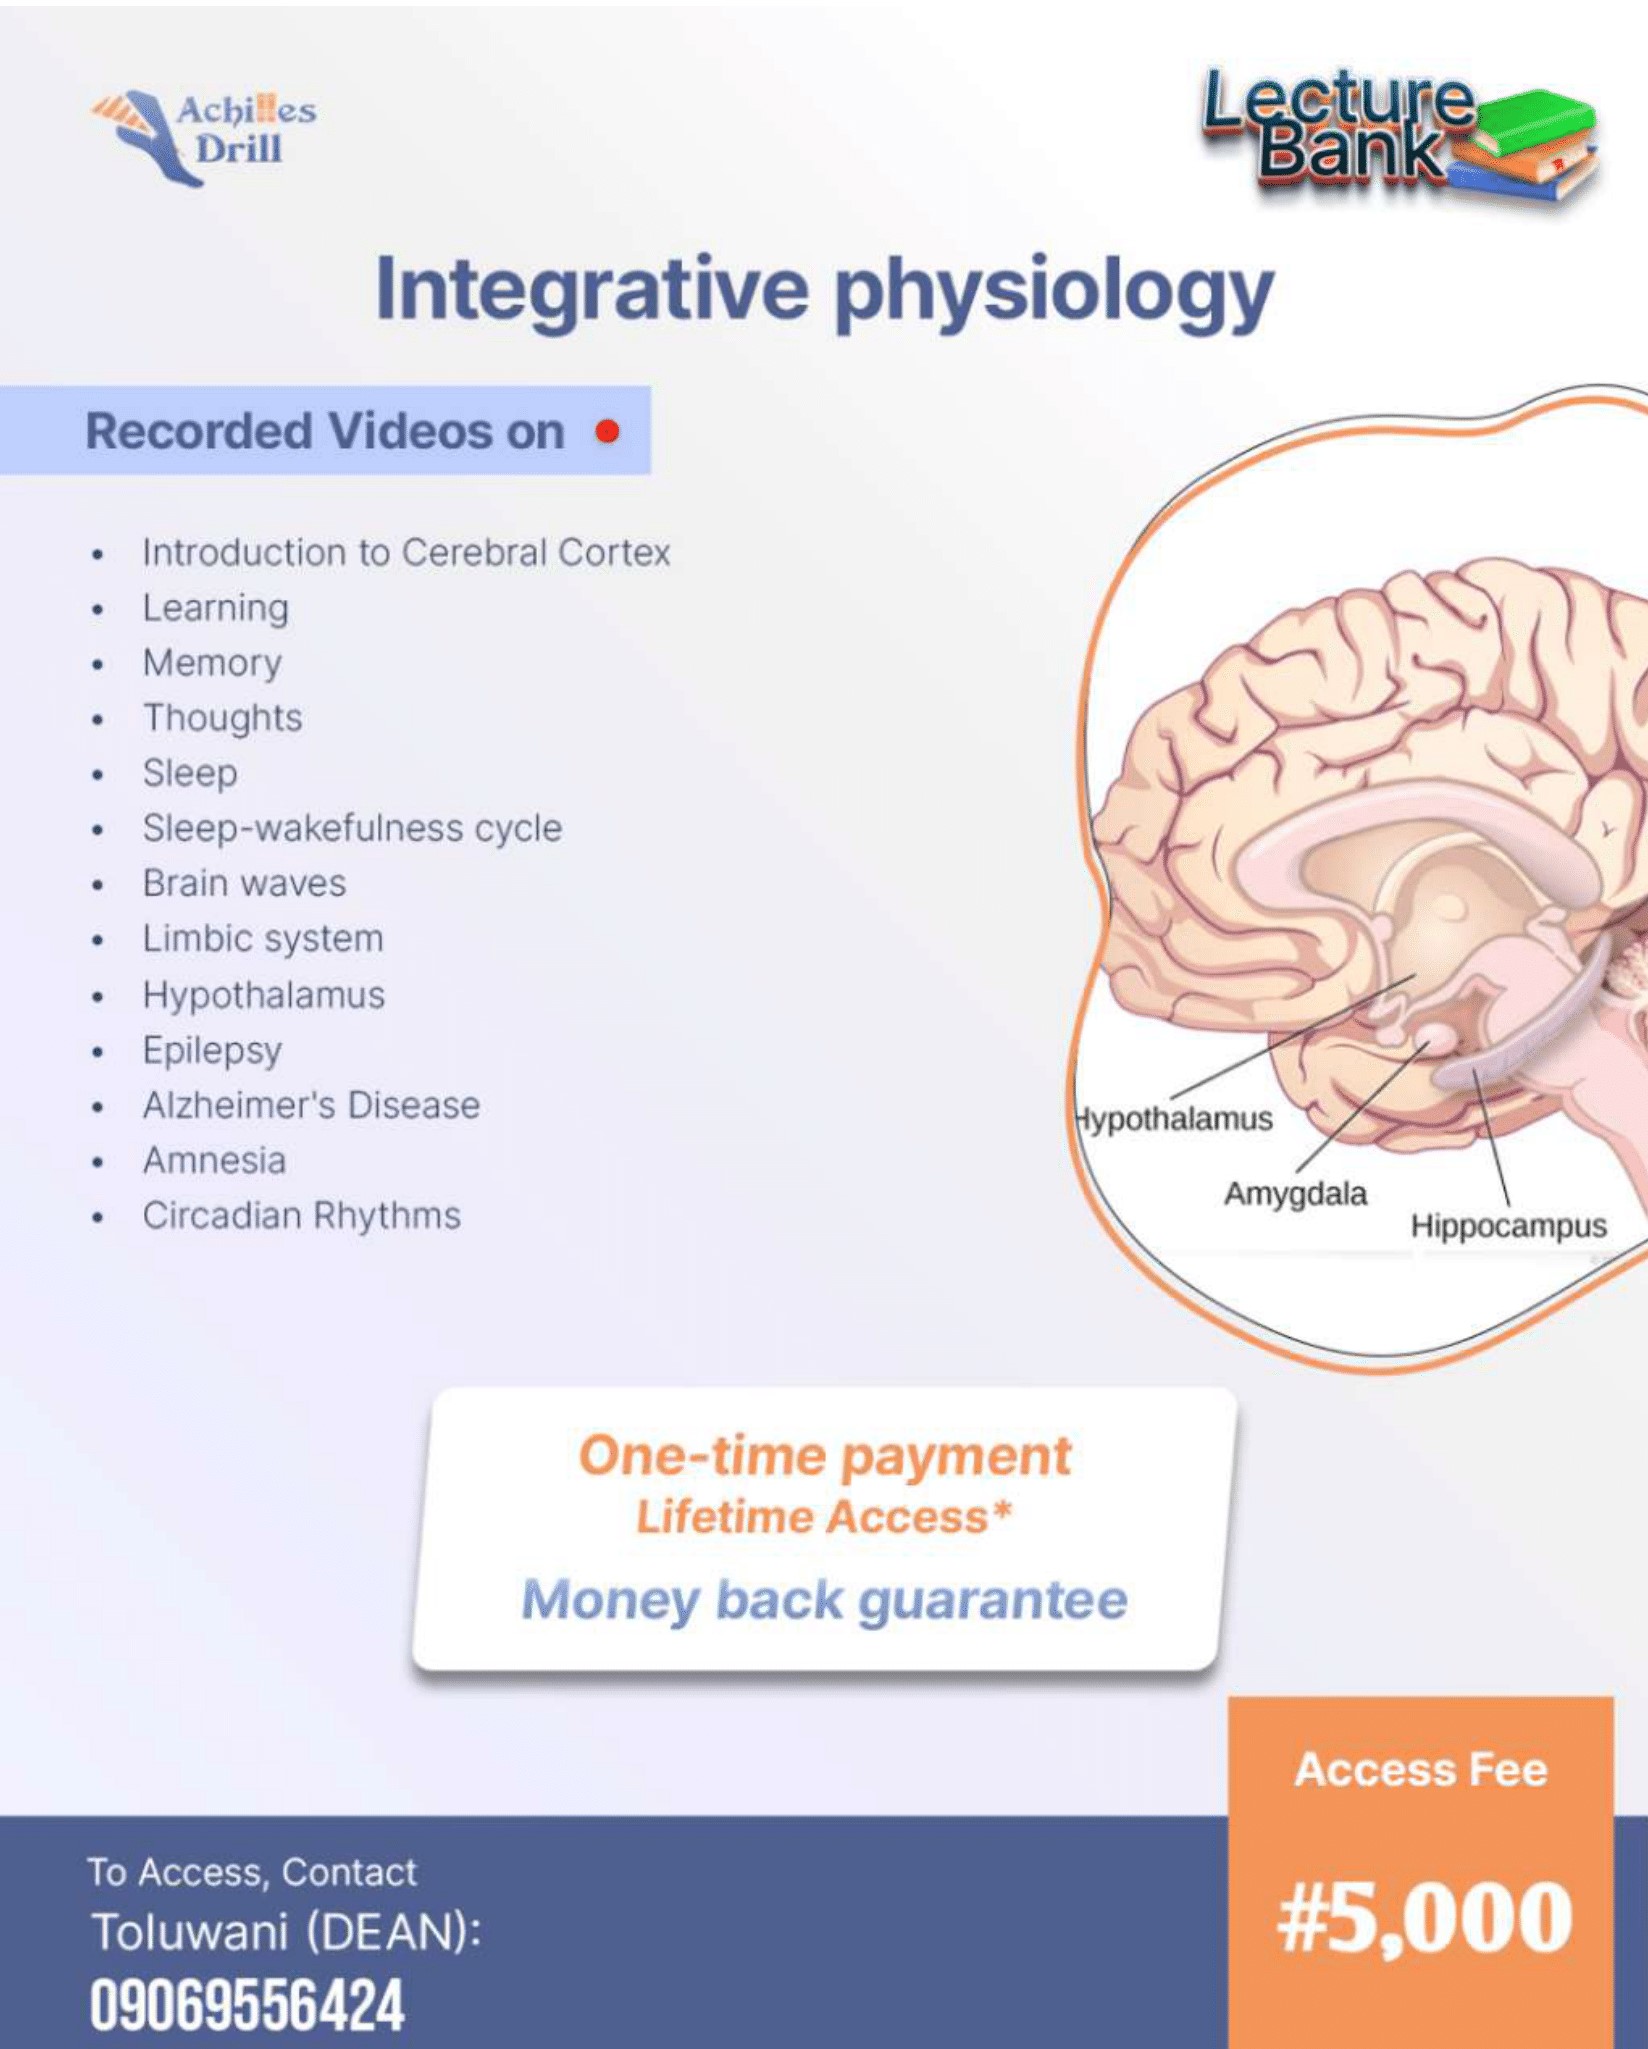 Achilles
Drill
Lecture
Bank
Integrative physiology
Recorded Videos on
• Introduction to Cerebral Cortex
• Learning
• Memory
• Thoughts
• Sleep
• Sleep-wakefulness cycle
• Brain waves
• Limbic system
• Hypothalamus
• Epilepsy
• Alzheimer's Disease
• Amnesia
• Circadian Rhythms
Hypothalamus
Amygdala
Hippocampus
One-time payment
Lifetime Access*
Money back guarantee
Access Fee
#5,000
To Access, Contact
Toluwani (DEAN):
09069556424